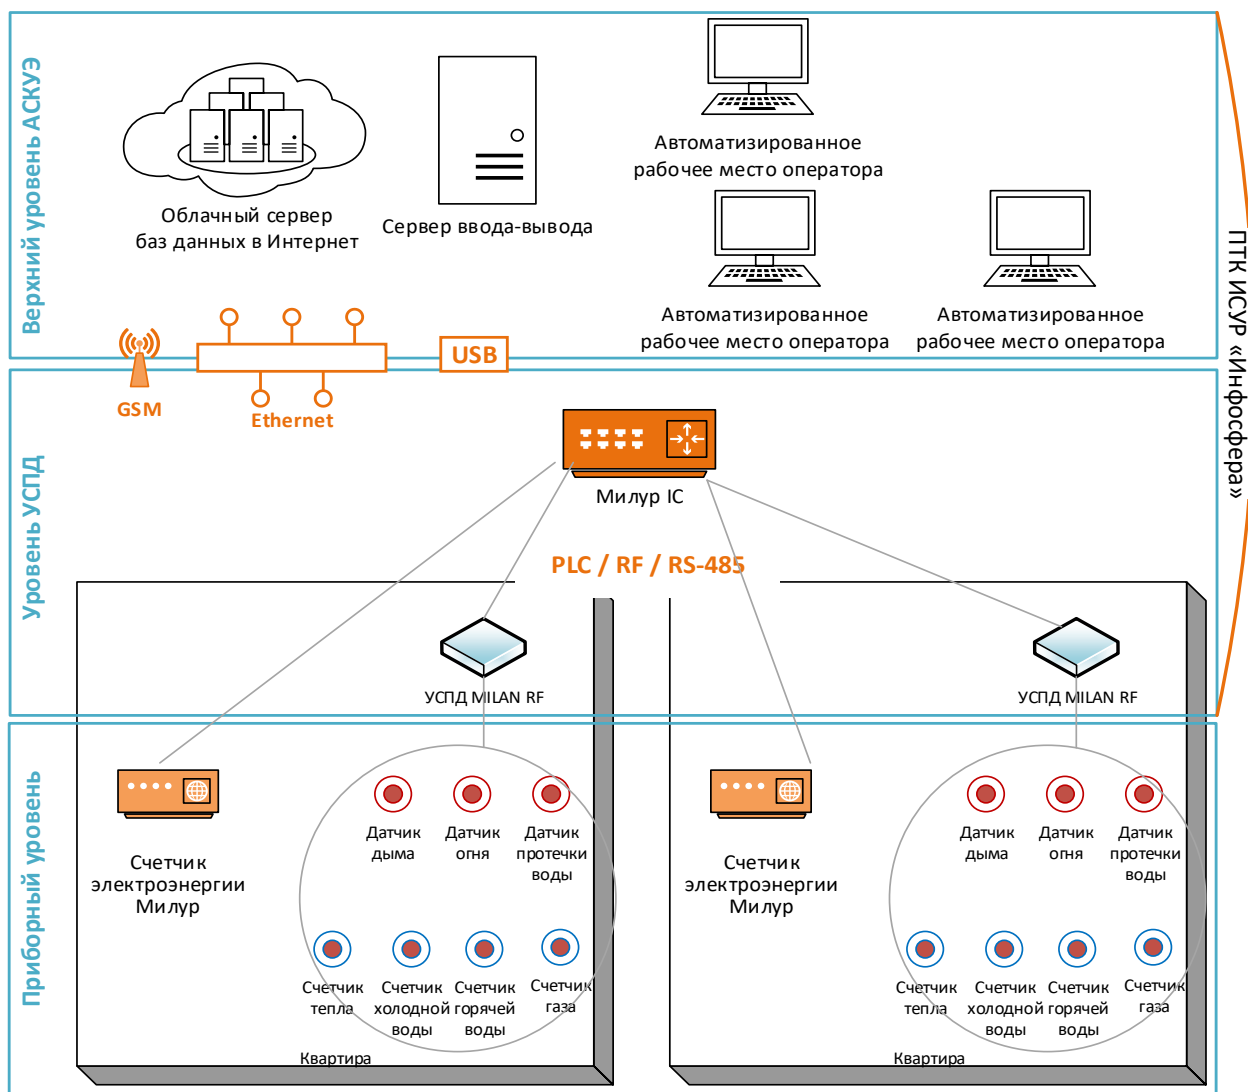 Верхний уровень АСКУЭ
Облачный сервер
баз данных в Интернет
Сервер ввода-вывода
Автоматизированное
рабочее место оператора
Автоматизированное
рабочее место оператора
Автоматизированное
рабочее место оператора
ПТК ИСУР «Инфосфера»
GSM
Ethernet
USB
Уровень УСПД
Милур IC
PLC / RF / RS-485
УСПД MILAN RF
УСПД MILAN RF
Приборный уровень
Счетчик
электроэнергии
Милур
Датчик
дыма
Датчик
огня
Датчик
протечки
воды
Счетчик
тепла
Счетчик
холодной
воды
Счетчик
горячей
воды
Счетчик
газа
Квартира
Счетчик
электроэнергии
Милур
Датчик
дыма
Датчик
огня
Датчик
протечки
воды
Счетчик
тепла
Счетчик
холодной
воды
Счетчик
горячей
воды
Счетчик
газа
Квартира